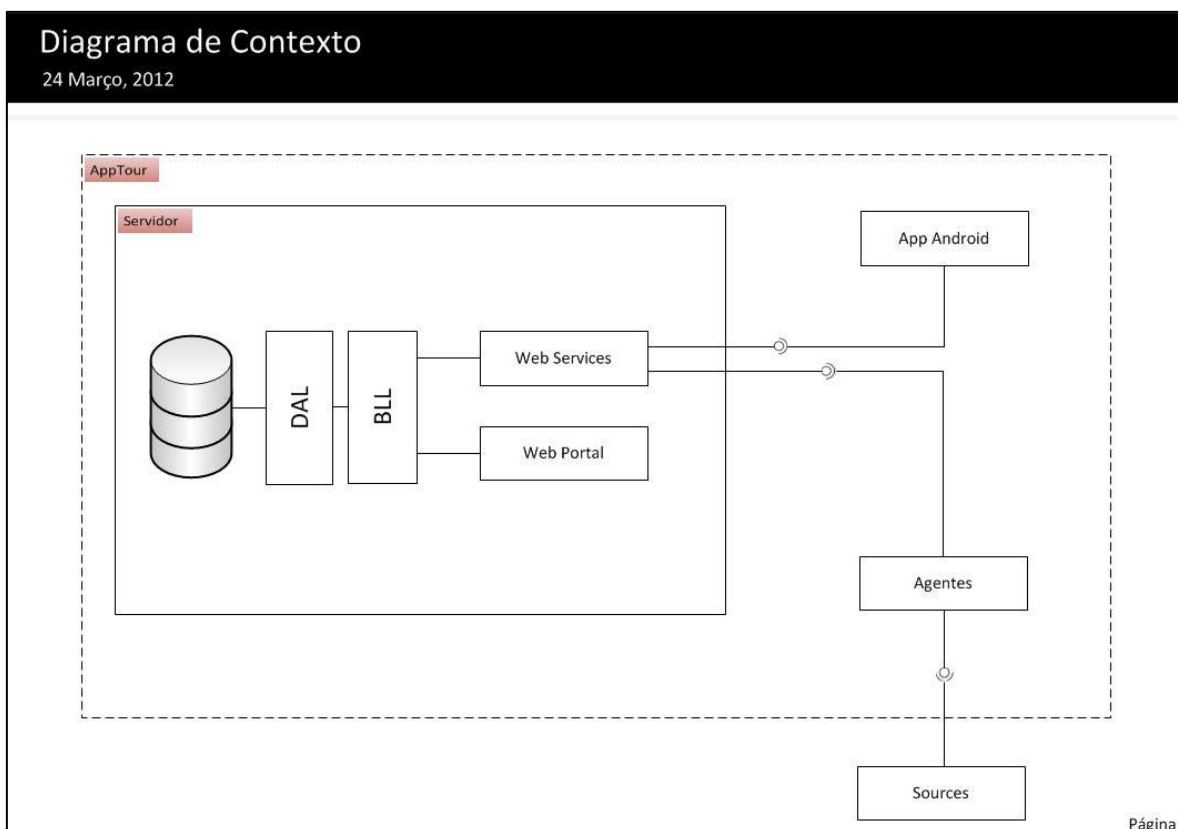 Diagrama de Contexto
24 Março, 2012
AppTour
Servidor
App Android
DAL
BLL
Web Services
Web Portal
Agentes
Sources
Página